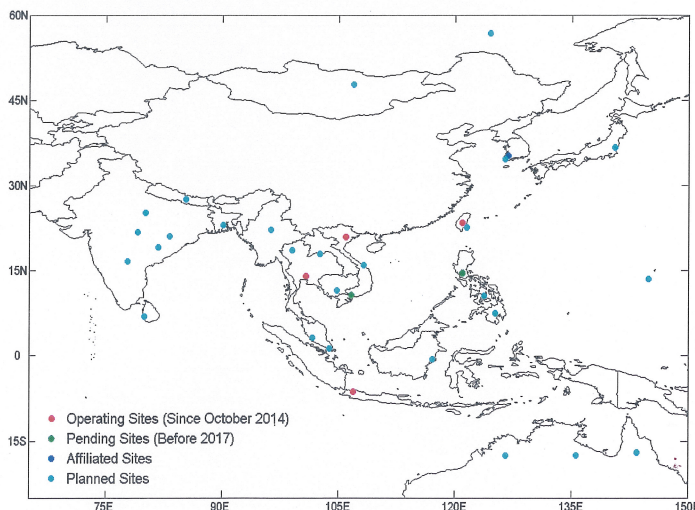 60N
45N
30N
15N
0
15S
Operating Sites (Since October 2014)
Pending Sites (Before 2017)
Affiliated Sites
Planned Sites
75E 90E 105E 120E 135E 150E